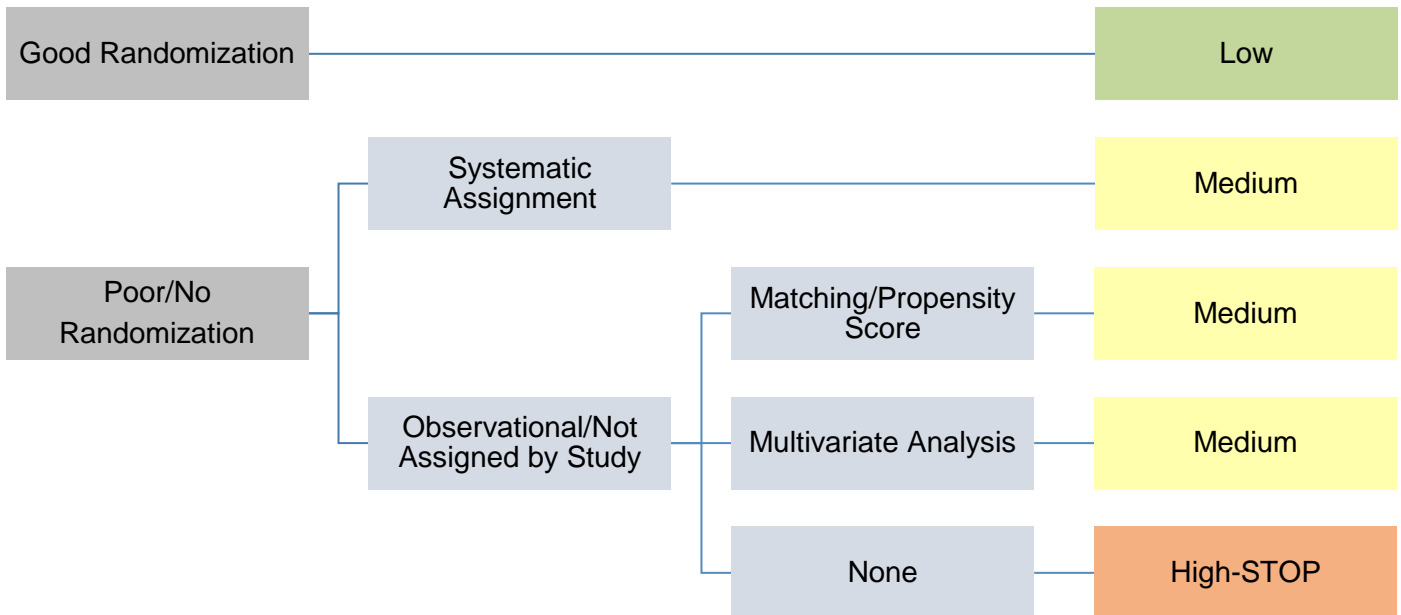 Good Randomization
Low
Systematic
Assignment
Medium
Poor/No
Randomization
Matching/Propensity
Score
Medium
Observational/Not
Assigned by Study
Multivariate Analysis
Medium
None
High-STOP